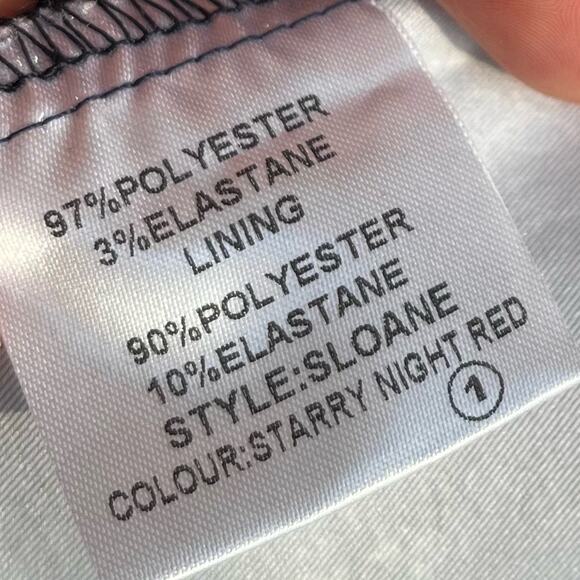 97%POLYESTER
3%ELASTANE
LINING
90%POLYESTER
10%ELASTANE
STYLE:SLOANE
COLOUR:STARRY NIGHT RED
1